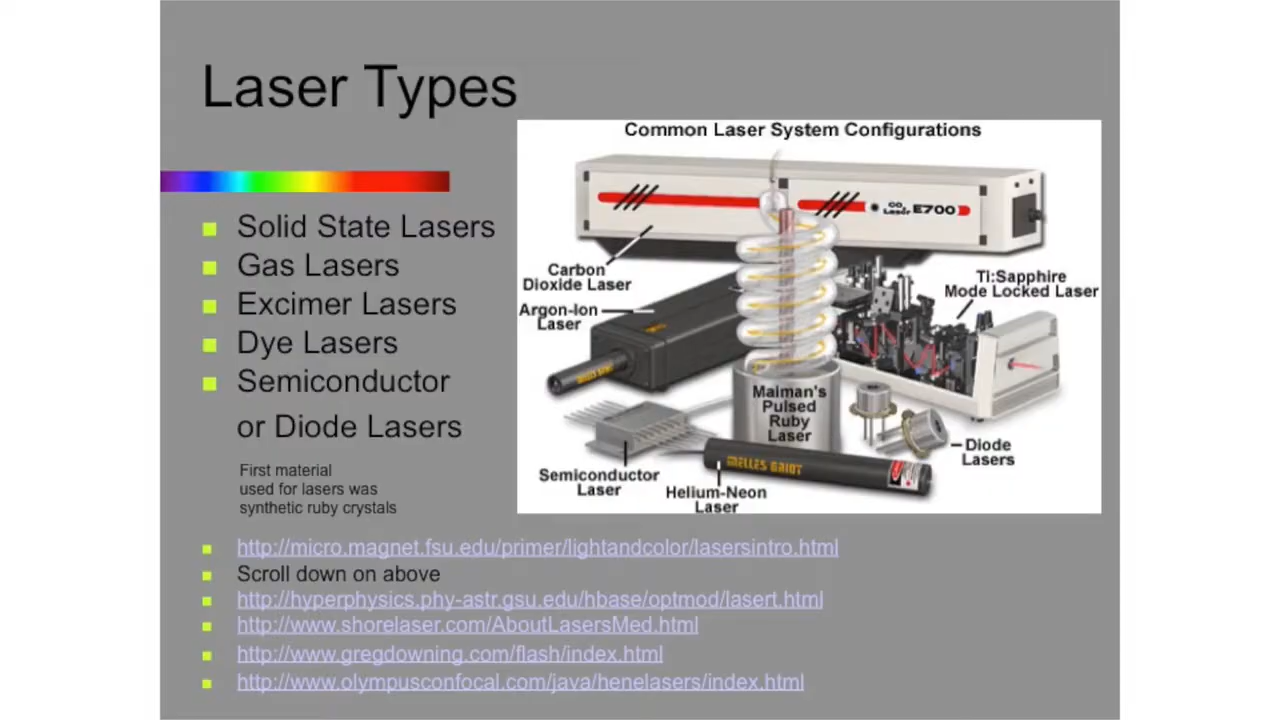 Laser Types
Common Laser System Configurations
CO2
Laser E700
Carbon
Dioxide Laser
Argon-Ion
Laser
Ti:Sapphire
Mode Locked Laser
Maiman's
Pulsed
Ruby
Laser
Diode
Lasers
Semiconductor
Laser
MELLES GRIOT
Helium-Neon
Laser
Solid State Lasers
Gas Lasers
Excimer Lasers
Dye Lasers
Semiconductor
or Diode Lasers
First material
used for lasers was
synthetic ruby crystals
http://micro.magnet.fsu.edu/primer/lightandcolor/lasersintro.html
Scroll down on above
http://hyperphysics.phy-astr.gsu.edu/hbase/optmod/lasert.html
http://www.shorelaser.com/AboutLasersMed.html
http://www.gregdowning.com/flash/index.html
http://www.olympusconfocal.com/java/henelasers/index.html